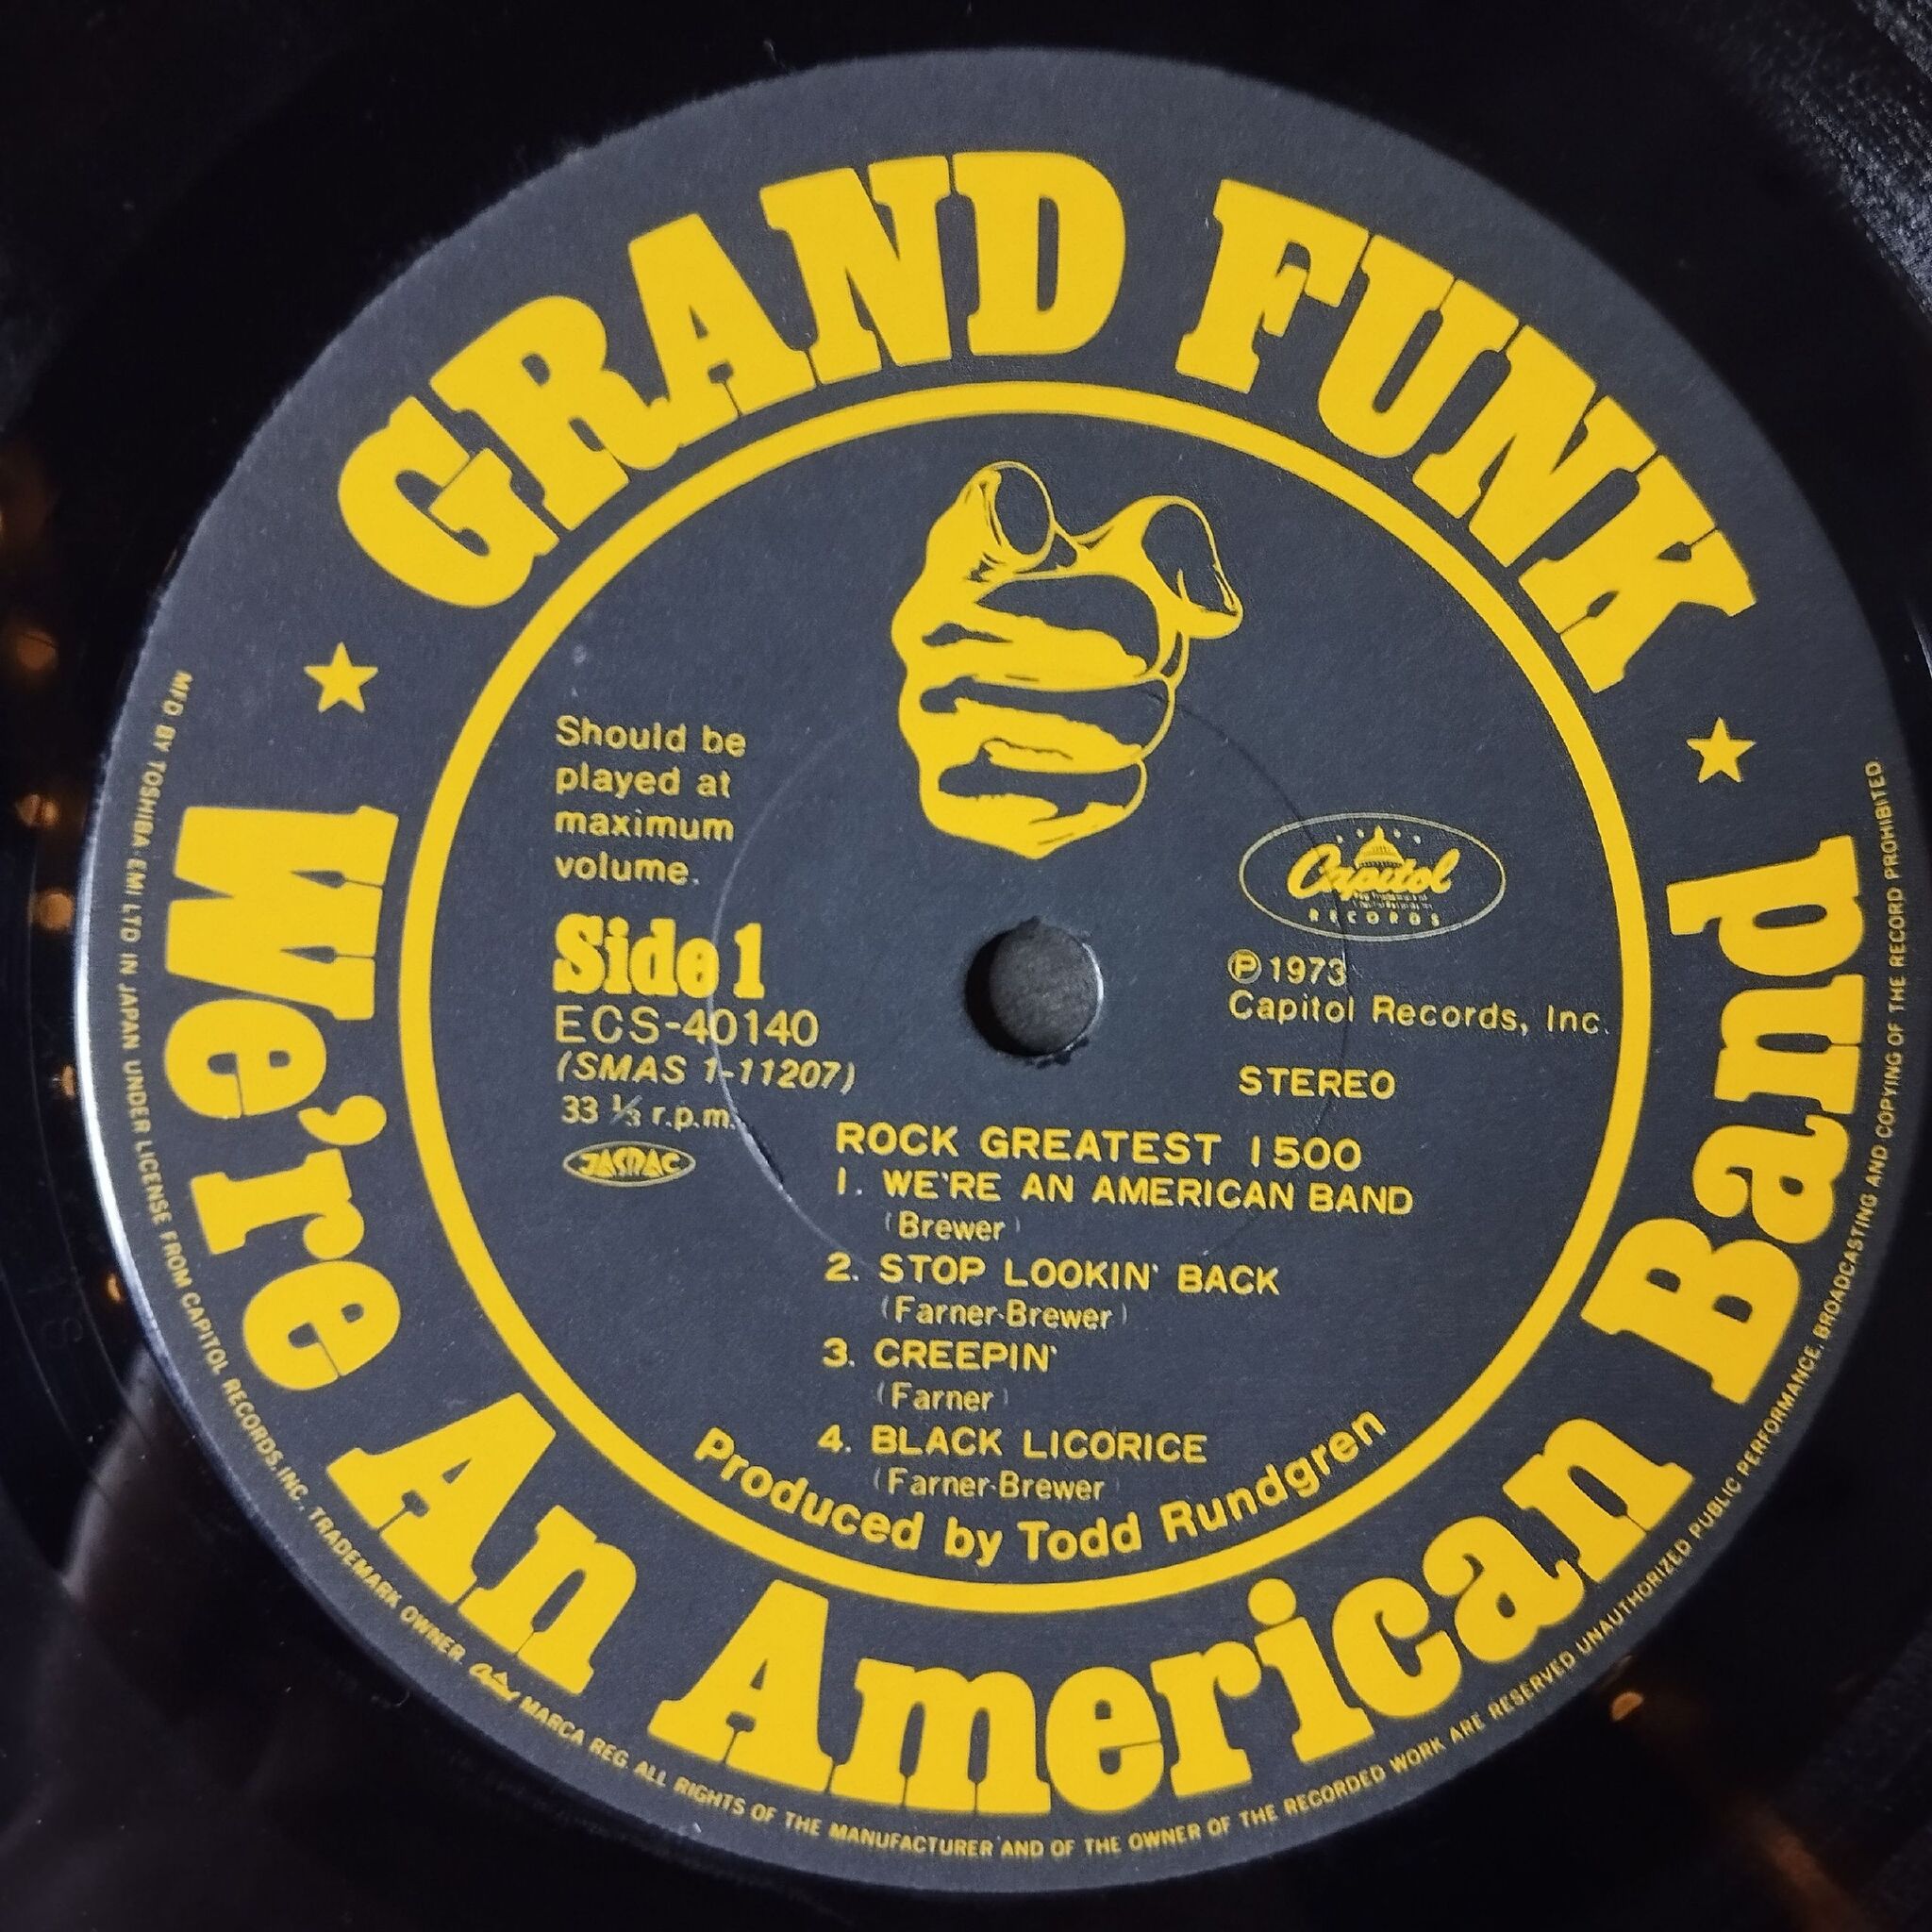 GRAND FUNK
We're An American Band
Should be
played at
maximum
volume.
Side 1
ECS-40140
(SMAS 1-11207)
33 ⅓ r.p.m.
JASRAC
Capitol
RECORDS
Ⓟ 1973
Capitol Records, Inc.
STEREO
ROCK GREATEST 1500
1. WE'RE AN AMERICAN BAND
(Brewer)
2. STOP LOOKIN' BACK
(Farner-Brewer)
3. CREEPIN'
(Farner)
4. BLACK LICORICE
(Farner-Brewer)
Produced by Todd Rundgren
MFD BY TOSHIBA-EMI LTD IN JAPAN UNDER LICENSE FROM CAPITOL RECORDS, INC. TRADEMARK OWNER. Capitol MARCA REG. ALL RIGHTS OF THE MANUFACTURER AND OF THE OWNER OF THE RECORDED WORK ARE RESERVED UNAUTHORIZED PUBLIC PERFORMANCE. BROADCASTING AND COPYING OF THE RECORD PROHIBITED.